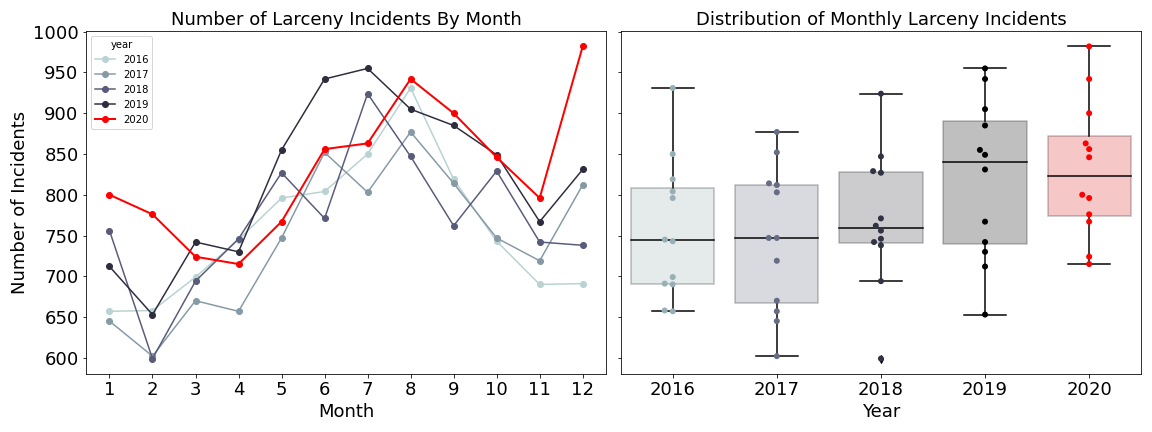 Number of Larceny Incidents By Month
Number of Incidents
1000
950
900
850
800
750
700
650
600
year
2016
2017
2018
2019
2020
1 2 3 4 5 6 7 8 9 10 11 12
Month
Distribution of Monthly Larceny Incidents
2016 2017 2018 2019 2020
Year